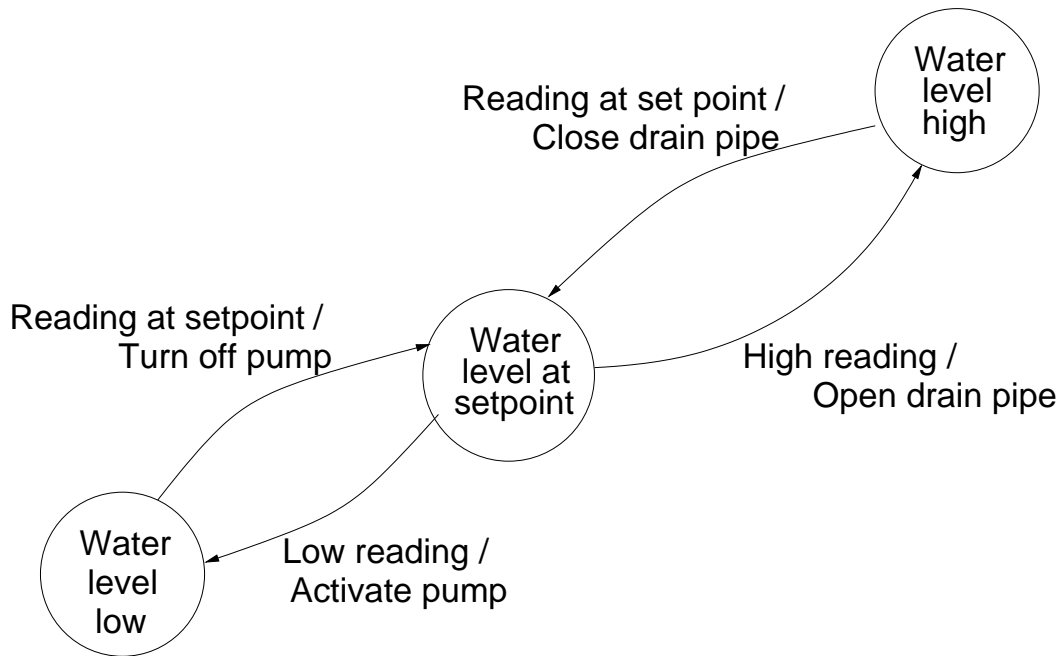 Water
level
high
Reading at set point /
Close drain pipe
Reading at setpoint /
Turn off pump
Water
level at
setpoint
High reading /
Open drain pipe
Water
level
low
Low reading /
Activate pump